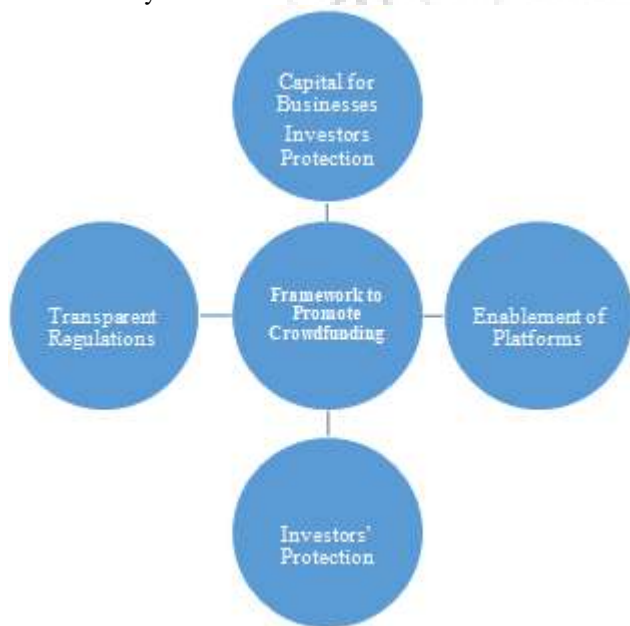 Capital for
Businesses
Investors
Protection
Transparent
Regulations
Framework to
Promote
Crowdfunding
Enablement of
Platforms
Investors'
Protection